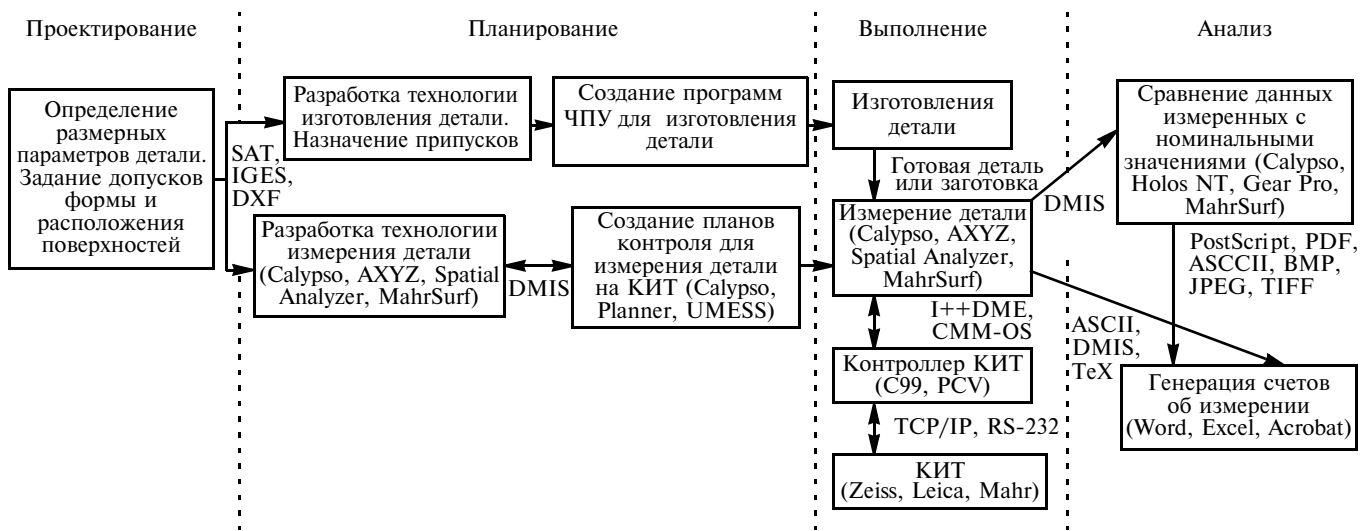 Проектирование
Планирование
Выполнение
Анализ
Определение
размерных
параметров детали.
Задание допусков
формы и
расположения
поверхностей
SAT,
IGES,
DXF
Разработка технологии
изготовления детали.
Назначение припусков
Создание программ
ЧПУ для изготовления
детали
Разработка технологии
измерения детали
(Calypso, AXYZ, Spatial
Analyzer, MahrSurf)
DMIS
Создание планов
контроля для
измерения детали
на КИТ (Calypso,
Planner, UMESS)
Изготовления
детали
Готовая деталь
или заготовка
Измерение детали
(Calypso, AXYZ,
Spatial Analyzer,
MahrSurf)
I++DME,
CMM-OS
Контроллер КИТ
(C99, PCV)
TCP/IP, RS-232
КИТ
(Zeiss, Leica, Mahr)
DMIS
Сравнение данных
измеренных с
номинальными
значениями (Calypso,
Holos NT, Gear Pro,
MahrSurf)
PostScript, PDF,
ASCCII, BMP,
JPEG, TIFF
ASCII,
DMIS,
TeX
Генерация счетов
об измерении
(Word, Excel, Acrobat)